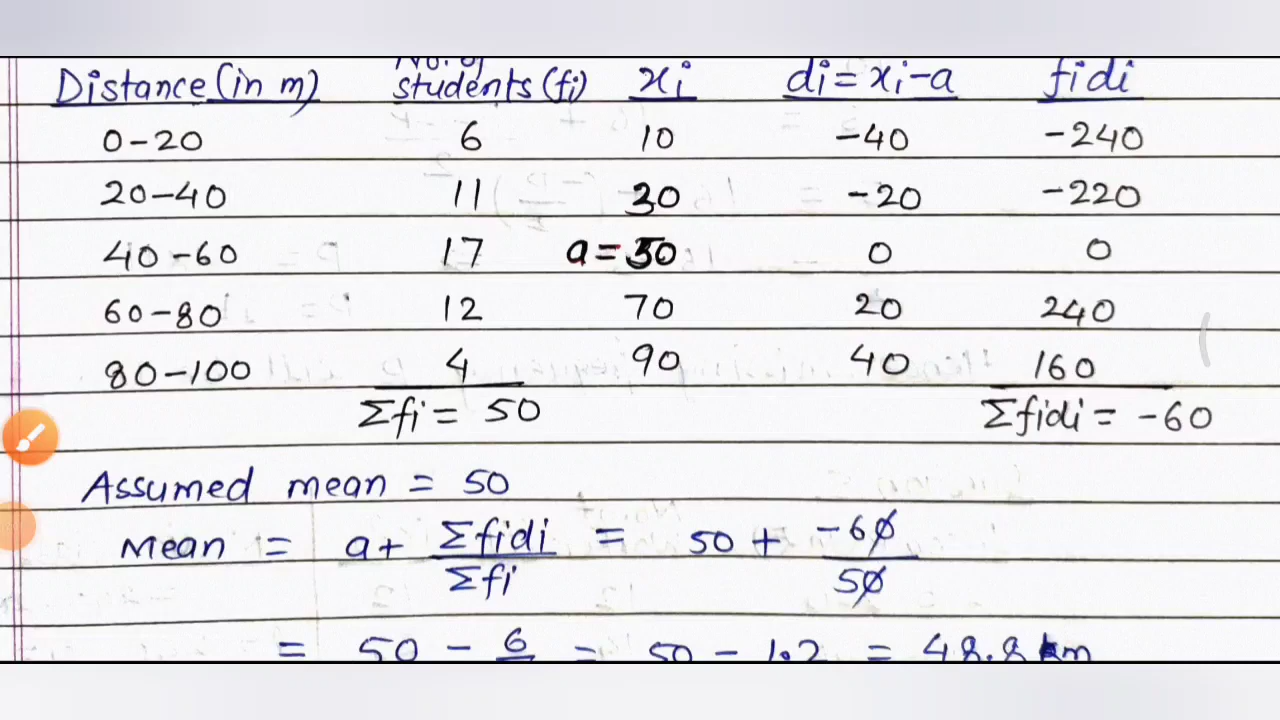 No. of
Distance (in m) students (fi) xi di = xi - a fidi
0-20 6 10 -40 -240
20-40 11 30 -20 -220
40-60 17 a = 50 0 0
60-80 12 70 20 240
80-100 4 90 40 160
Σfi = 50 Σfidi = -60
Assumed mean = 50
Mean = a + Σfidi / Σfi = 50 + -60 / 50
= 50 - 6 = 50 - 1.2 = 48.8 km